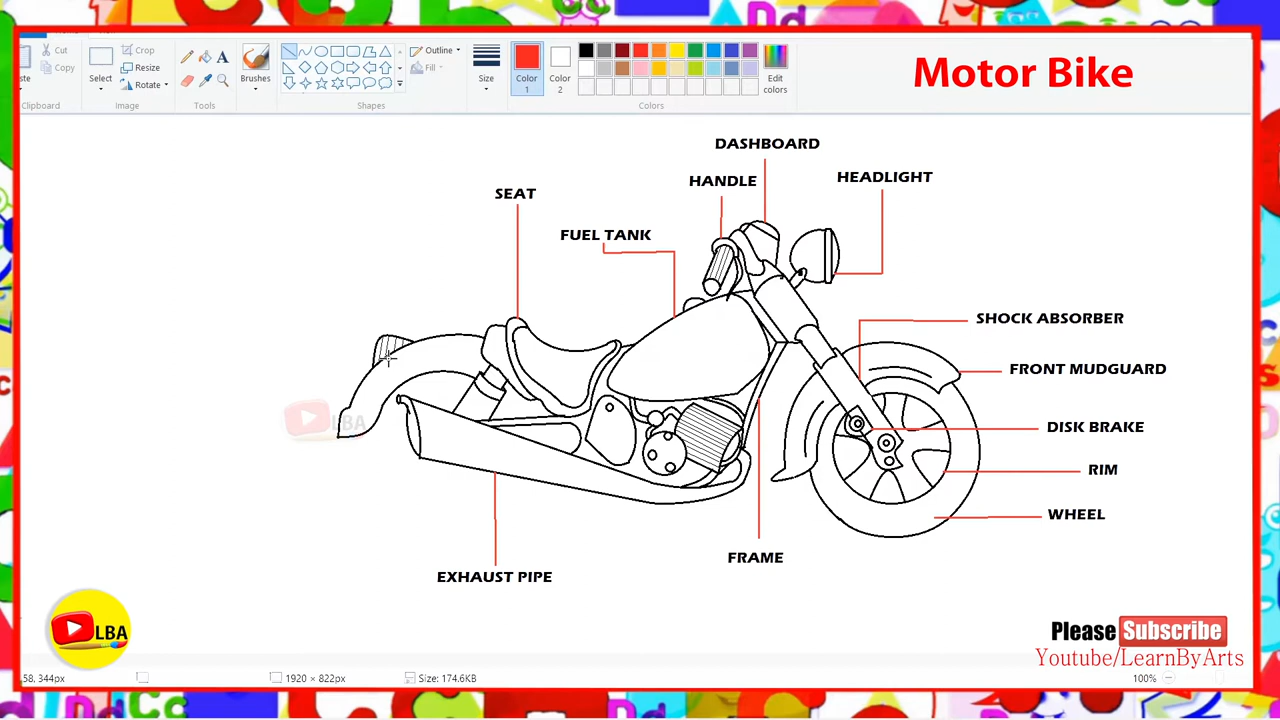 Motor Bike
Cut
Crop
Copy
Select
Resize
Rotate
Brushes
Outline
Fill
Size
Color 1
Color 2
Edit colors
Clipboard
Image
Tools
Shapes
Colors
DASHBOARD
HANDLE
HEADLIGHT
SEAT
FUEL TANK
SHOCK ABSORBER
FRONT MUDGUARD
DISK BRAKE
RIM
WHEEL
FRAME
EXHAUST PIPE
LBA
LBA
Please Subscribe
Youtube/LearnByArts
58, 344px
1920 × 822px
Size: 174.6KB
100%